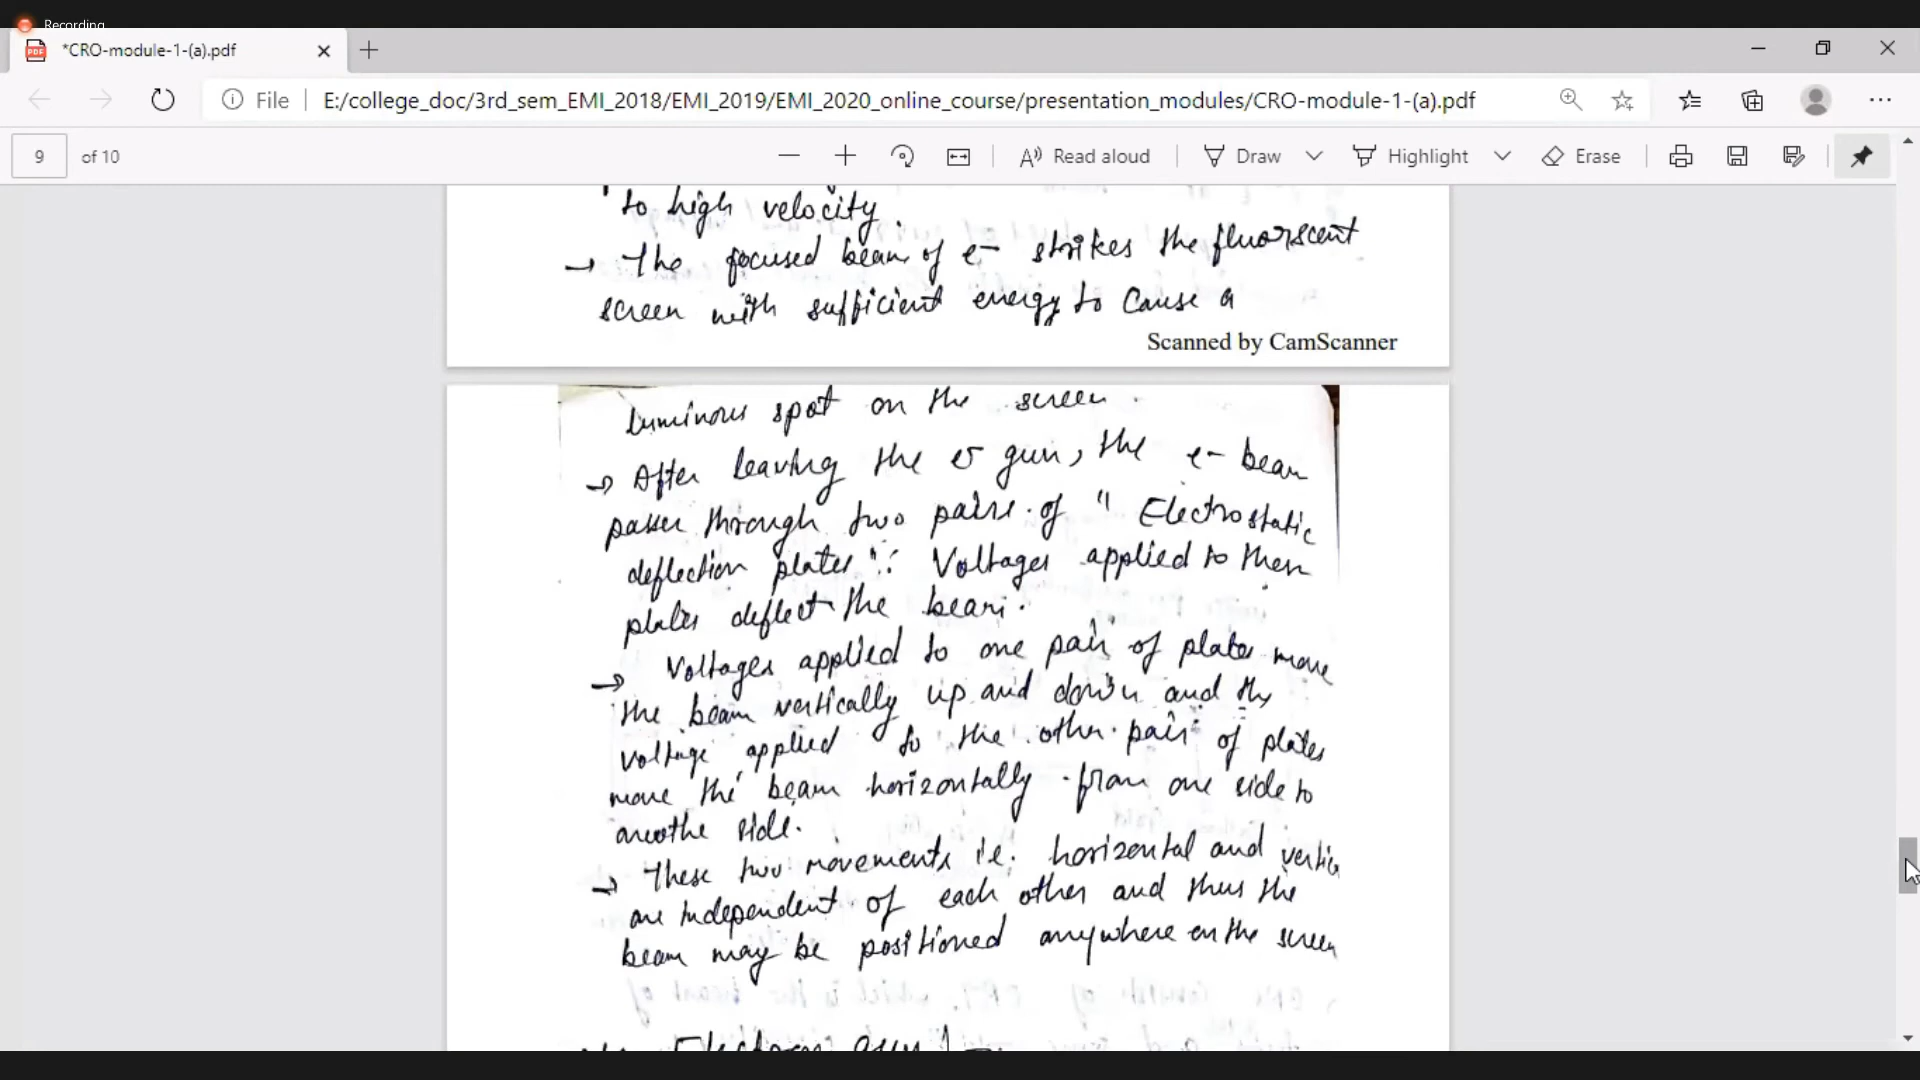 Recording
*CRO-module-1-(a).pdf
File
E:/college_doc/3rd_sem_EMI_2018/EMI_2019/EMI_2020_online_course/presentation_modules/CRO-module-1-(a).pdf
9 of 10
Read aloud
Draw
Highlight
Erase
to high velocity.
→ The focused beam of e- strikes the fluorscent
screen with sufficient energy to cause a
Scanned by CamScanner
luminous spot on the screen.
→ After leaving the e- gun, the e- beam
passes through two pairs of " Electrostatic
deflection plates". Voltages applied to these
plates deflect the beam.
→ Voltages applied to one pair of plates move
the beam vertically up and down and the
voltage applied to the other pair of plates
move the beam horizontally from one side to
anothe side.
→ These two movements i.e. horizontal and vertic
are independent of each other and thus the
beam may be positioned anywhere on the screen
Electron gun